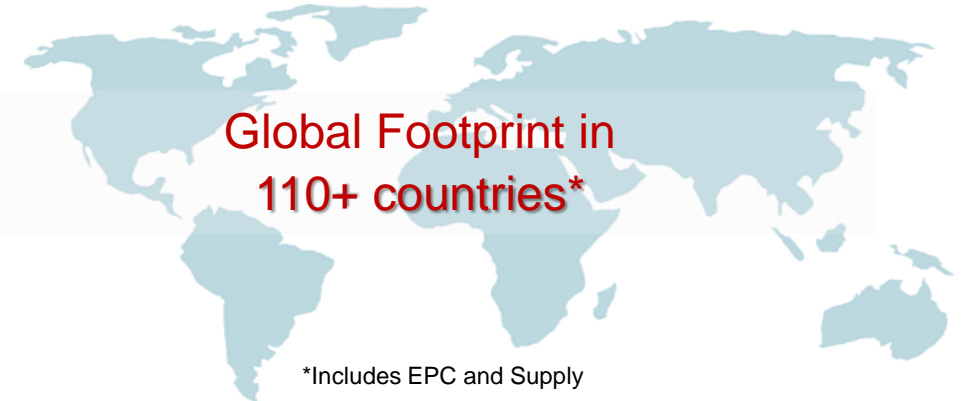 Global Footprint in
110+ countries*
*Includes EPC and Supply